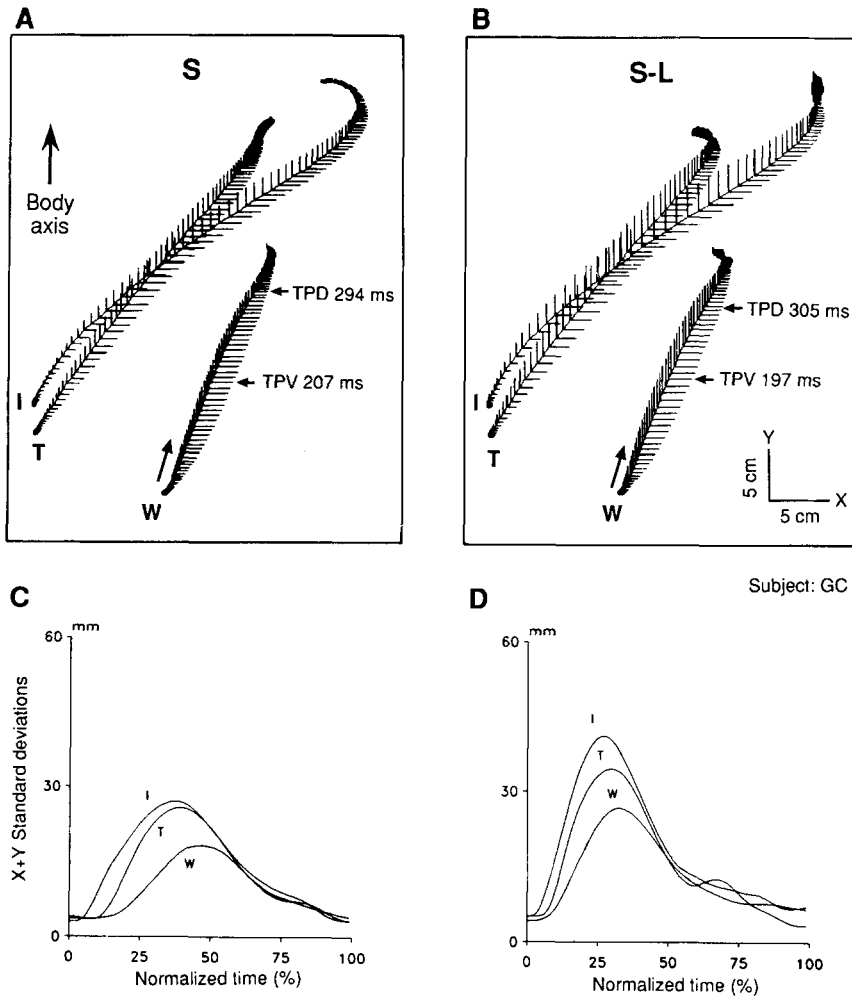 A
S
Body
axis
TPD 294 ms
TPV 207 ms
I
T
W
B
S-L
TPD 305 ms
TPV 197 ms
I
T
W
Y
5 cm
X
5 cm
Subject: GC
C
mm
60
30
0
X+Y Standard deviations
I
T
W
0 25 50 75 100
Normalized time (%)
D
mm
60
30
0
I
T
W
0 25 50 75 100
Normalized time (%)